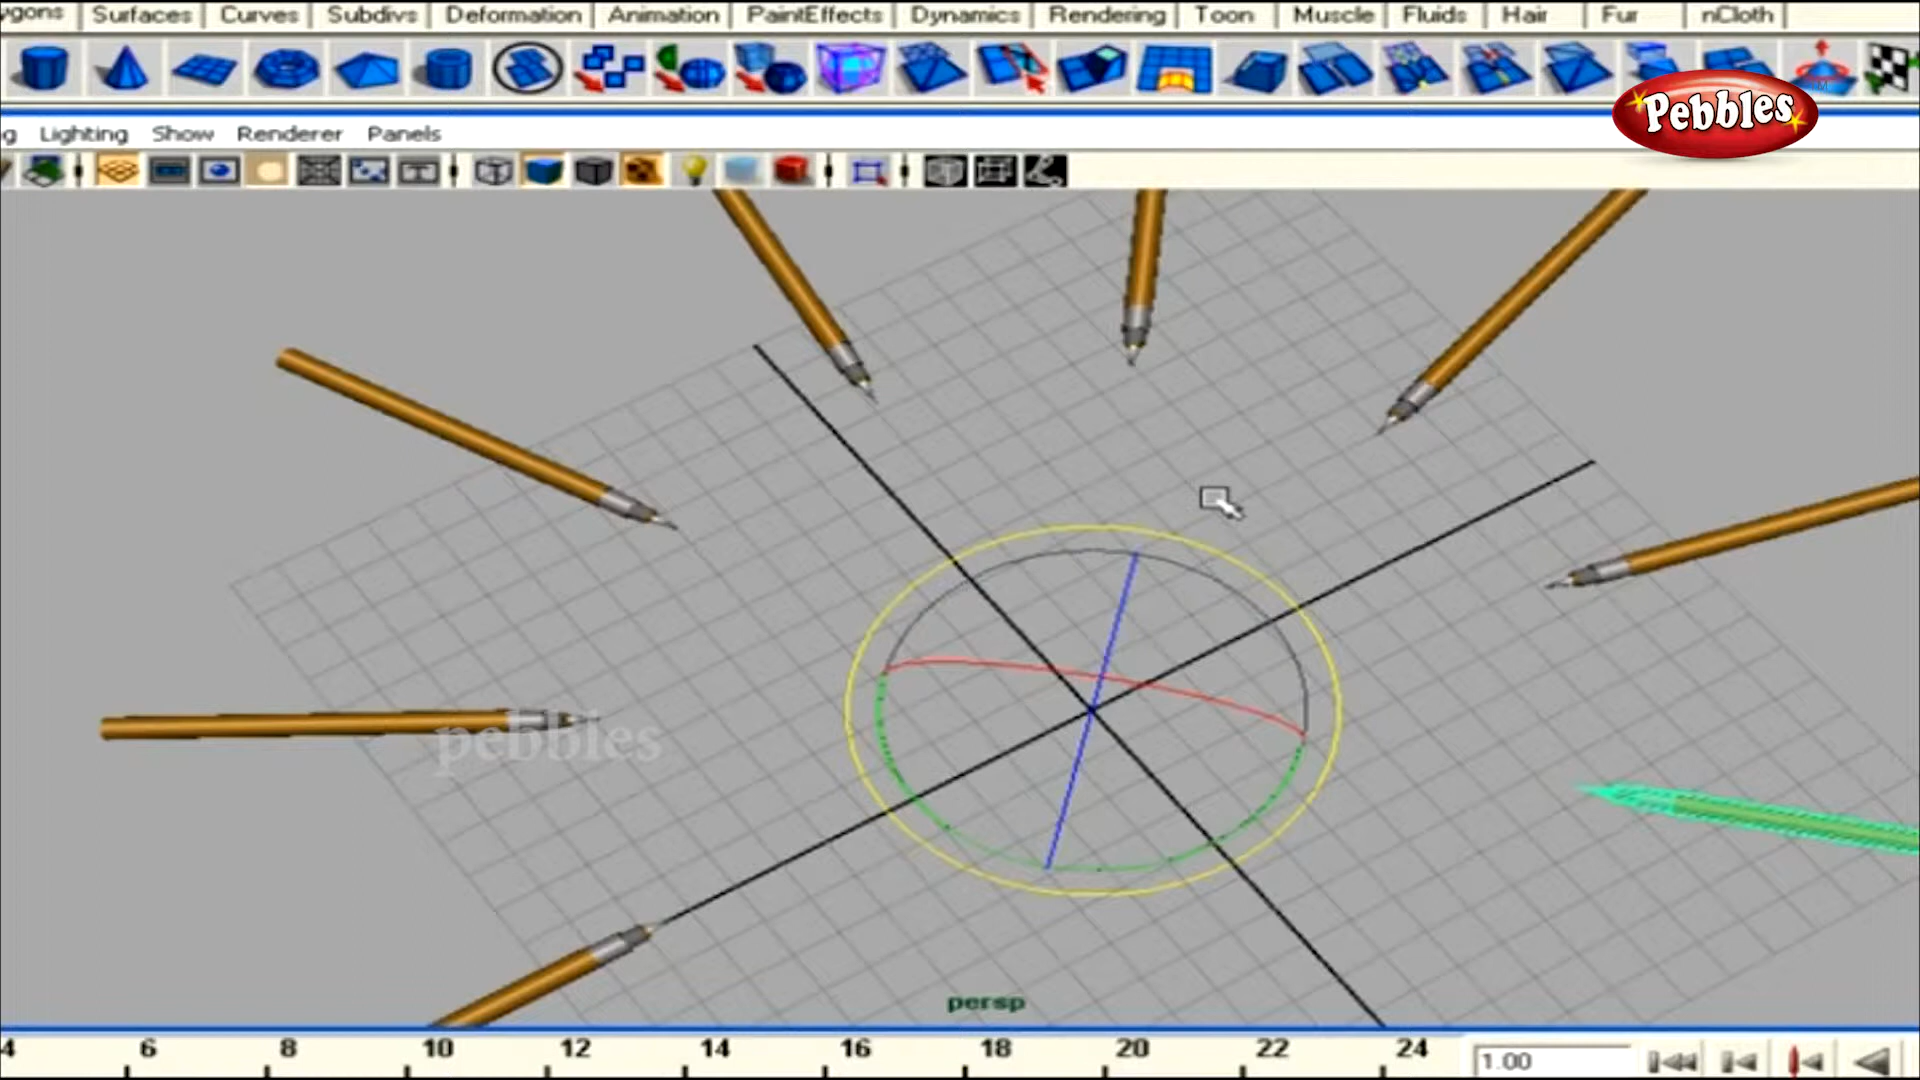 ygons Surfaces Curves Subdivs Deformation Animation PaintEffects Dynamics Rendering Toon Muscle Fluids Hair Fur nCloth
Pebbles
g Lighting Show Renderer Panels
pebbles
persp
4 6 8 10 12 14 16 18 20 22 24 1.00